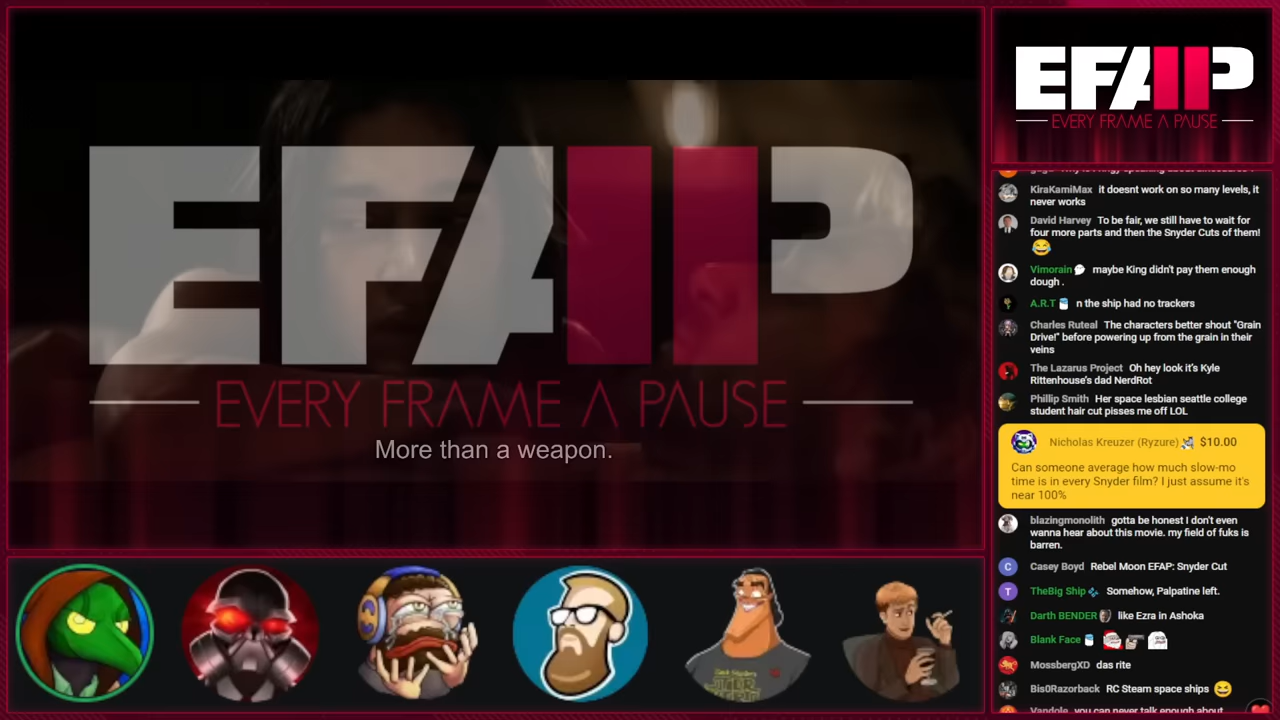 EFAP
EVERY FRAME A PAUSE
More than a weapon.
EFAP
EVERY FRAME A PAUSE
KiraKamiMax it doesnt work on so many levels, it
never works
David Harvey To be fair, we still have to wait for
four more parts and then the Snyder Cuts of them!
Vimorain maybe King didn't pay them enough
dough .
A.R.T n the ship had no trackers
Charles Ruteal The characters better shout "Grain
Drive!" before powering up from the grain in their
veins
The Lazarus Project Oh hey look it's Kyle
Rittenhouse's dad NerdRot
Phillip Smith Her space lesbian seattle college
student hair cut pisses me off LOL
Nicholas Kreuzer (Ryzure) $10.00
Can someone average how much slow-mo
time is in every Snyder film? I just assume it's
near 100%
blazingmonolith gotta be honest I don't even
wanna hear about this movie. my field of fuks is
barren.
C Casey Boyd Rebel Moon EFAP: Snyder Cut
T TheBig Ship Somehow, Palpatine left.
Darth BENDER like Ezra in Ashoka
Blank Face
MossbergXD das rite
Bis0Razorback RC Steam space ships
Vandole you can never talk enough about